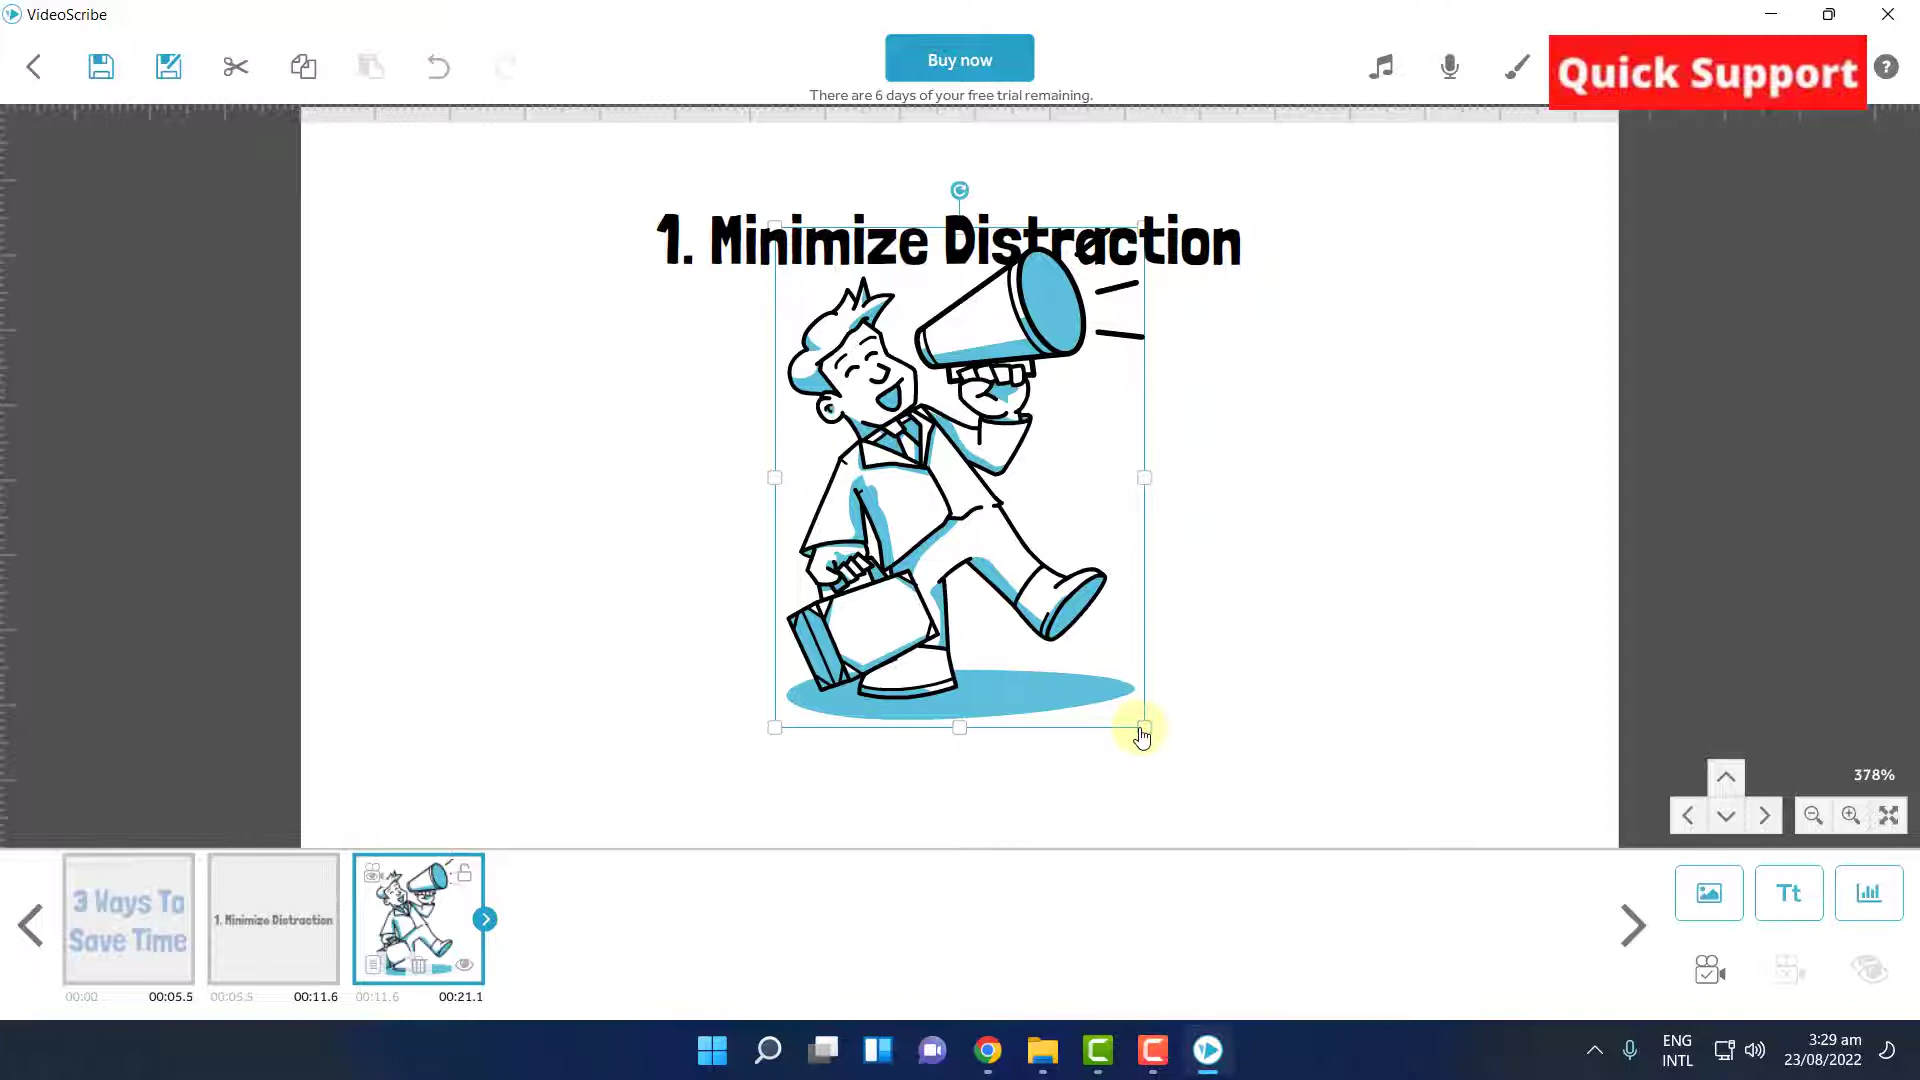 VideoScribe
Buy now
There are 6 days of your free trial remaining.
Quick Support
?
1. Minimize Distraction
378%
3 Ways To
Save Time
1. Minimize Distraction
Tt
00:00 00:05.5 00:05.5 00:11.6 00:11.6 00:21.1
ENG
INTL
3:29 am
23/08/2022